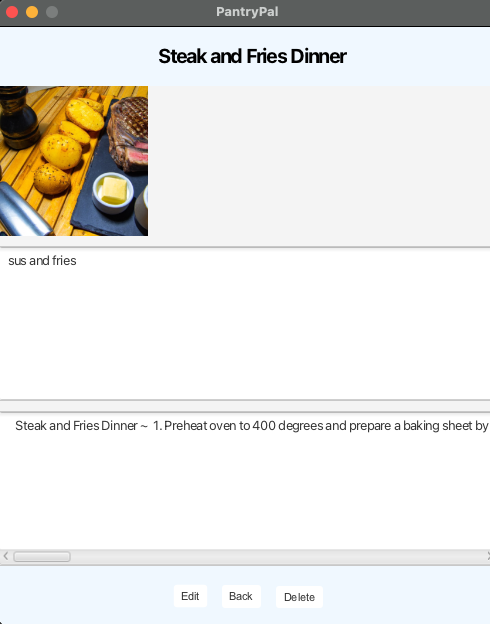 PantryPal
Steak and Fries Dinner
sus and fries
Steak and Fries Dinner ~ 1. Preheat oven to 400 degrees and prepare a baking sheet by
Edit Back Delete